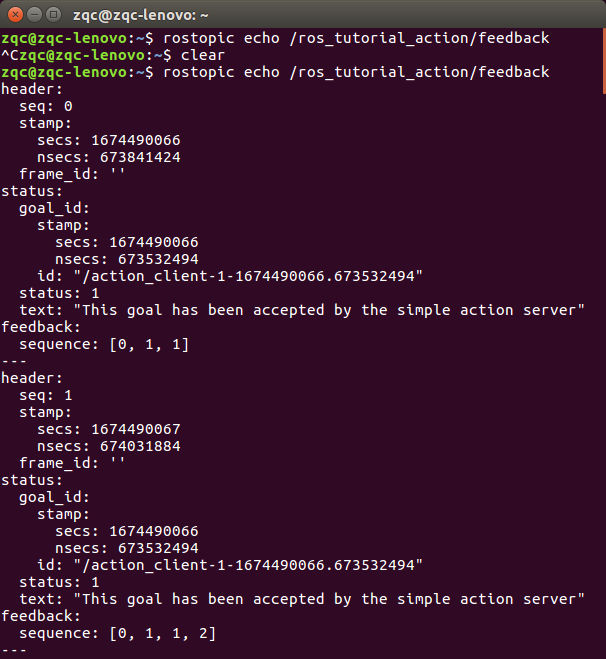 zqc@zqc-lenovo: ~
zqc@zqc-lenovo:~$ rostopic echo /ros_tutorial_action/feedback
^Czqc@zqc-lenovo:~$ clear
zqc@zqc-lenovo:~$ rostopic echo /ros_tutorial_action/feedback
header:
  seq: 0
  stamp:
    secs: 1674490066
    nsecs: 673841424
  frame_id: ''
status:
  goal_id:
    stamp:
      secs: 1674490066
      nsecs: 673532494
    id: "/action_client-1-1674490066.673532494"
  status: 1
  text: "This goal has been accepted by the simple action server"
feedback:
  sequence: [0, 1, 1]
---
header:
  seq: 1
  stamp:
    secs: 1674490067
    nsecs: 674031884
  frame_id: ''
status:
  goal_id:
    stamp:
      secs: 1674490066
      nsecs: 673532494
    id: "/action_client-1-1674490066.673532494"
  status: 1
  text: "This goal has been accepted by the simple action server"
feedback:
  sequence: [0, 1, 1, 2]
---